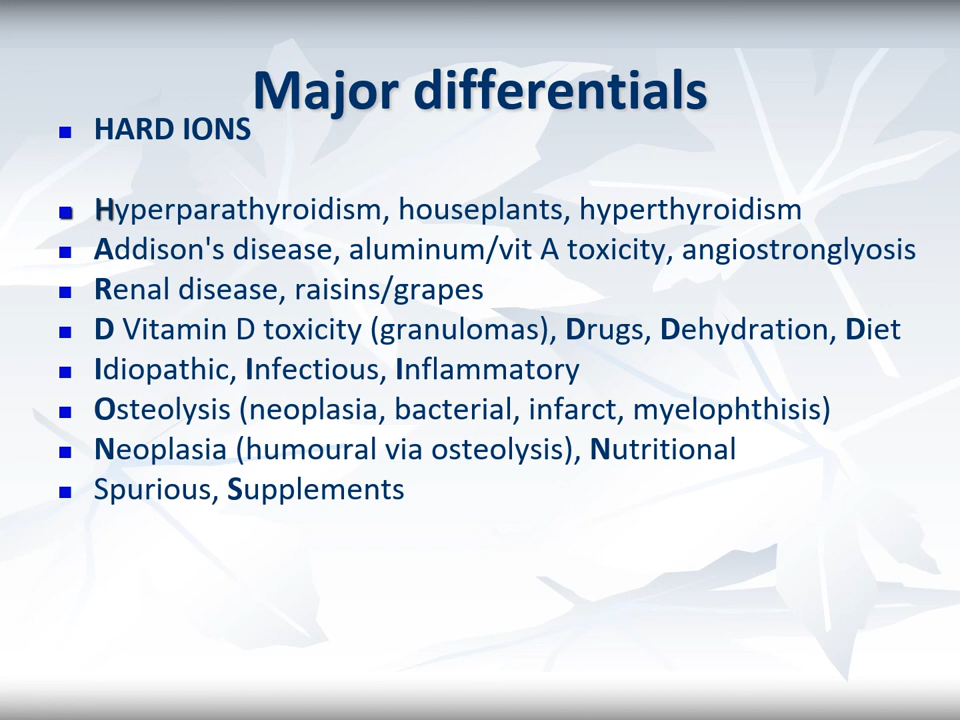 Major differentials
HARD IONS
Hyperparathyroidism, houseplants, hyperthyroidism
Addison's disease, aluminum/vit A toxicity, angiostronglyosis
Renal disease, raisins/grapes
D Vitamin D toxicity (granulomas), Drugs, Dehydration, Diet
Idiopathic, Infectious, Inflammatory
Osteolysis (neoplasia, bacterial, infarct, myelophthisis)
Neoplasia (humoural via osteolysis), Nutritional
Spurious, Supplements